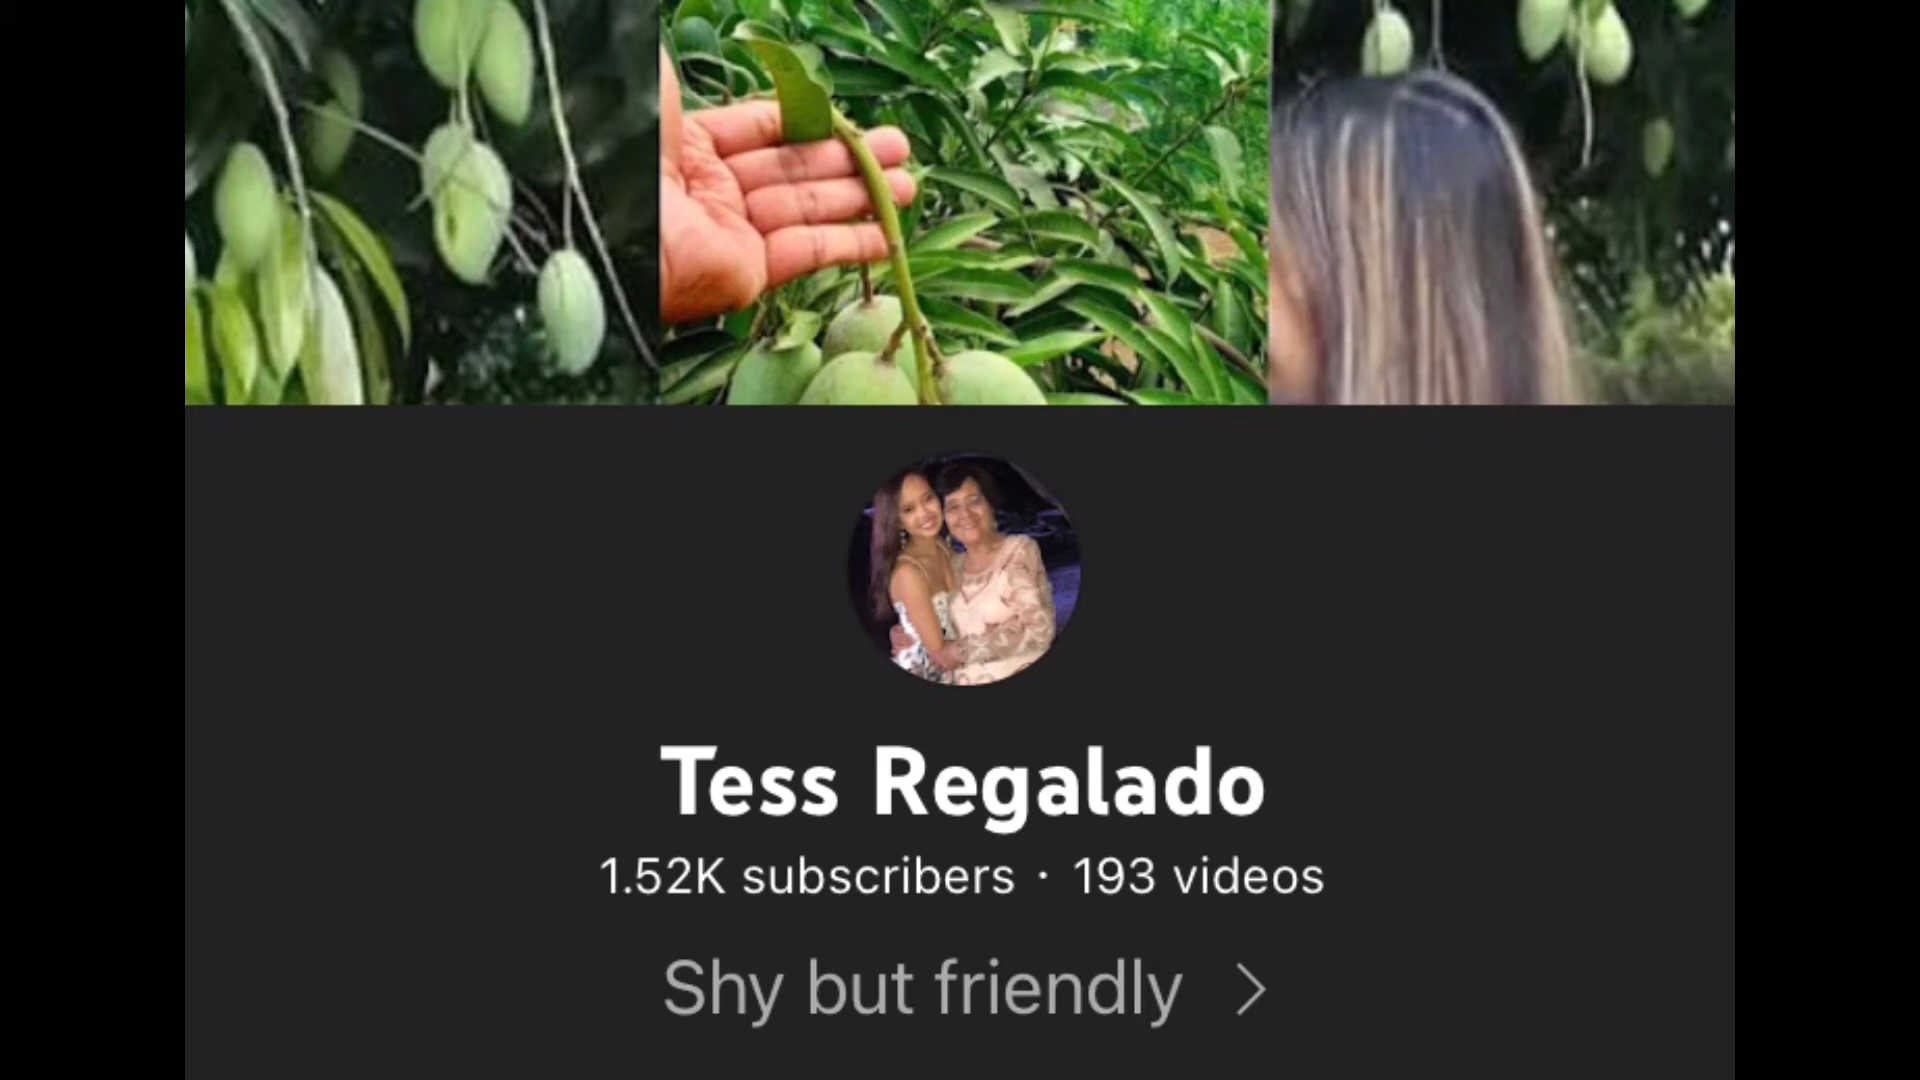 Tess Regalado
1.52K subscribers · 193 videos
Shy but friendly >